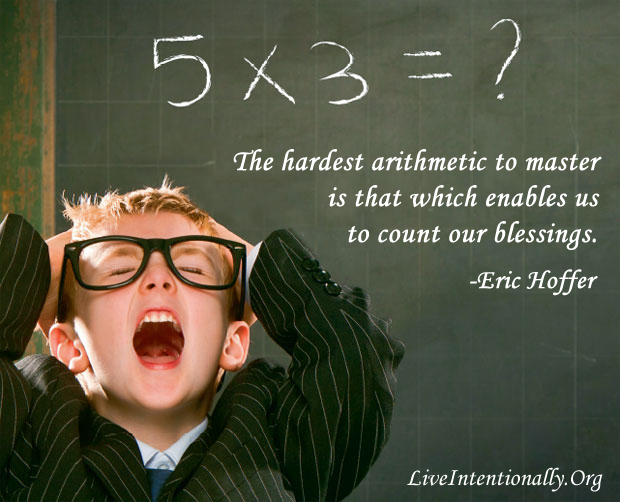 5 x 3 = ?
The hardest arithmetic to master
is that which enables us
to count our blessings.
-Eric Hoffer
LiveIntentionally.Org